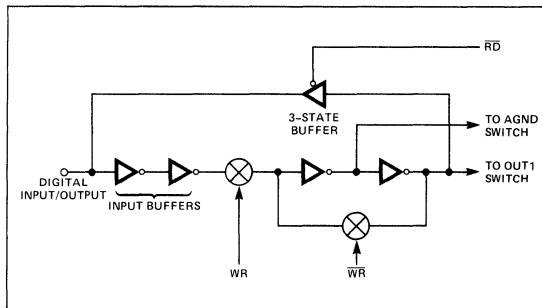 RD
3-STATE
BUFFER
TO AGND
SWITCH
TO OUT1
SWITCH
DIGITAL
INPUT/OUTPUT
INPUT BUFFERS
WR
WR